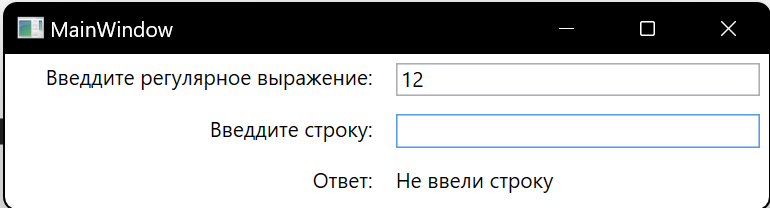 MainWindow
Введдите регулярное выражение: 12
Введдите строку:
Ответ: Не ввели строку